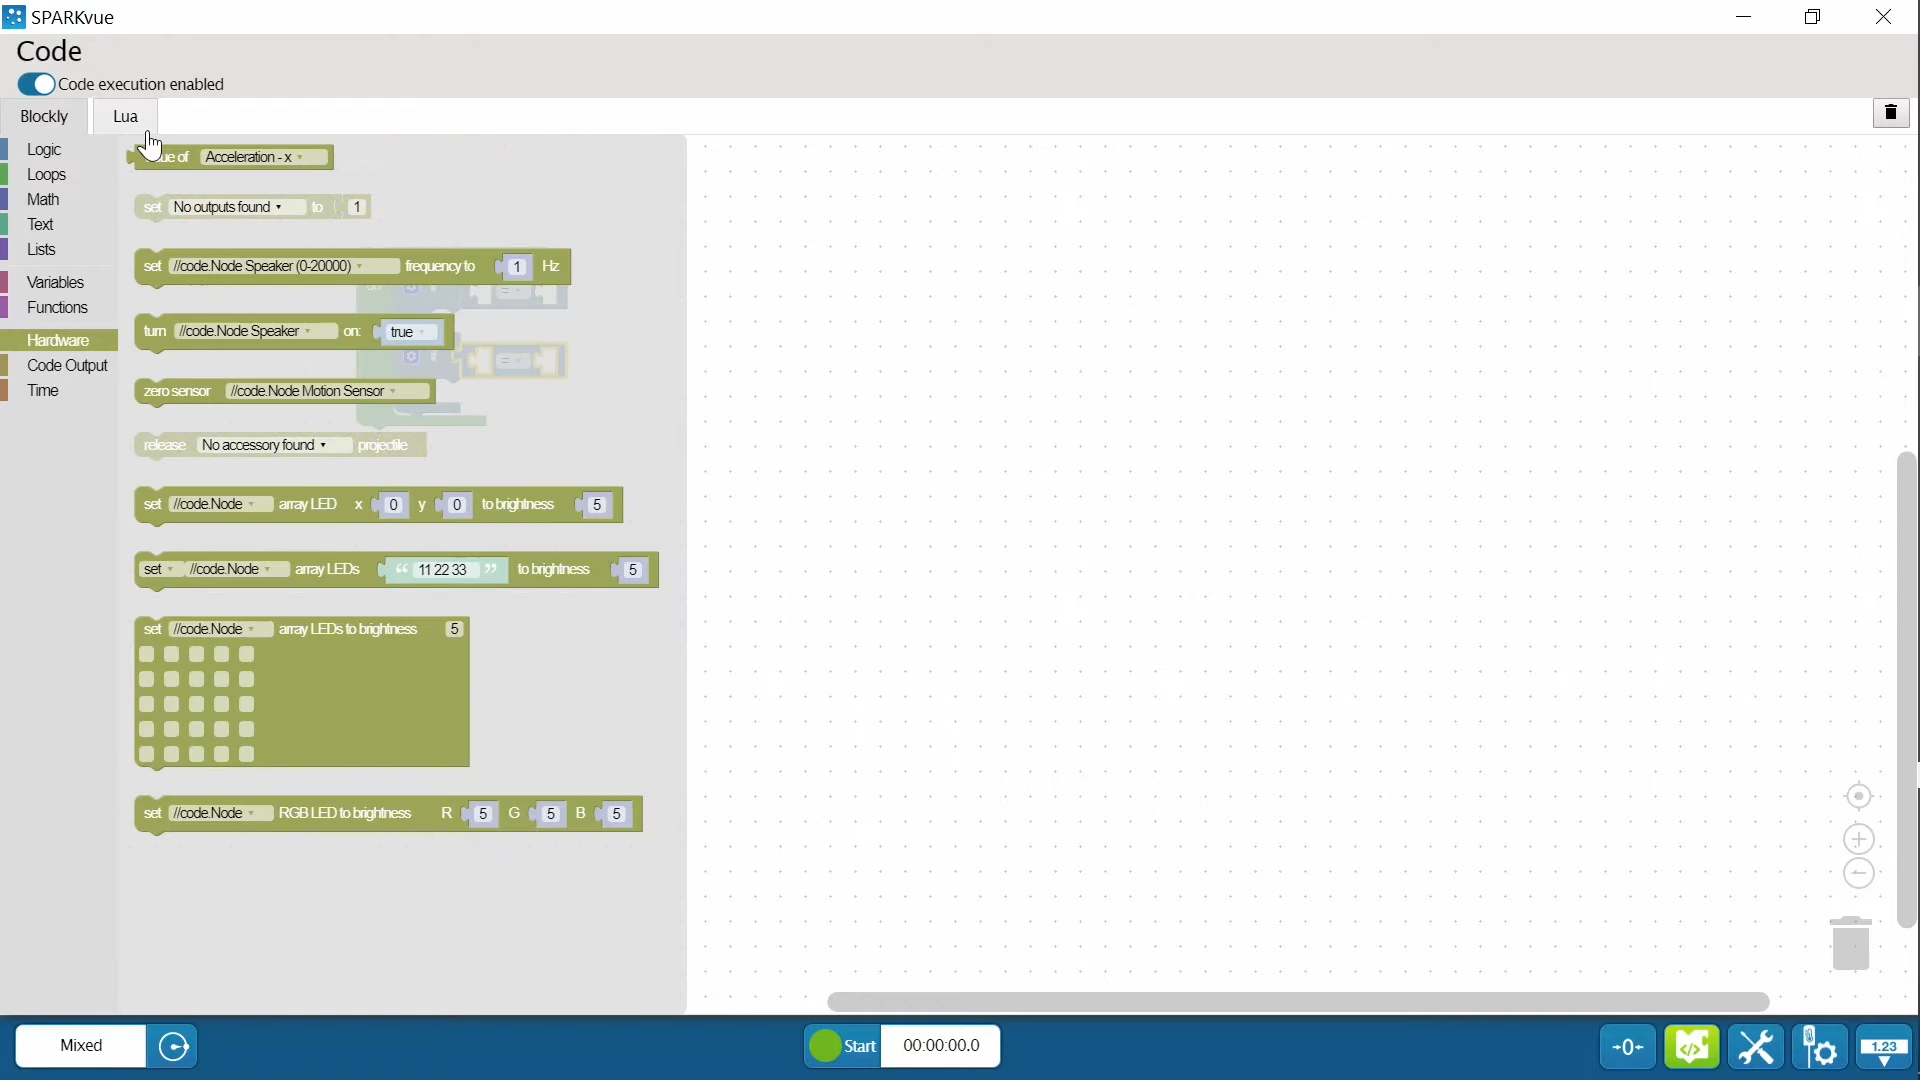 SPARKvue
Code
Code execution enabled
Blockly
Lua
Logic
Loops
Math
Text
Lists
Variables
Functions
Hardware
Code Output
Time
of Acceleration - x
set No outputs found to 1
set //code.Node Speaker (0-20000) frequency to 1 Hz
turn //code.Node Speaker on: true
zero sensor //code.Node Motion Sensor
release No accessory found projectile
set //code.Node array LED x 0 y 0 to brightness 5
set //code.Node array LEDs “ 11 22 33 ” to brightness 5
set //code.Node array LEDs to brightness 5
set //code.Node RGB LED to brightness R 5 G 5 B 5
Mixed
Start
00:00:00.0
→0←
</>
1.23